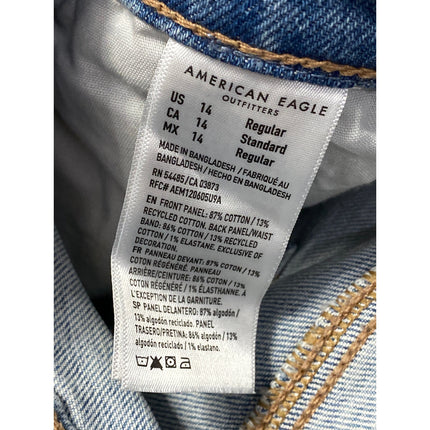 AMERICAN EAGLE
OUTFITTERS
US 14 Regular
CA 14 Standard
MX 14 Regular
MADE IN BANGLADESH / FABRIQUÉ AU
BANGLADESH / HECHO EN BANGLADESH
RN 54485/CA 03873
RFC# AEM120605U9A
EN FRONT PANEL: 87% COTTON / 13%
RECYCLED COTTON. BACK PANEL/WAIST
BAND: 86% COTTON / 13% RECYCLED
COTTON / 1% ELASTANE. EXCLUSIVE OF
DECORATION.
FR PANNEAU DEVANT: 87% COTON / 13%
COTON RÉGÉNÉRÉ. PANNEAU
ARRIÈRE/CEINTURE: 86% COTON / 13%
COTON RÉGÉNÉRÉ / 1% ÉLASTHANNE. À
L'EXCEPTION DE LA GARNITURE.
SP PANEL DELANTERO: 87% algodón
/ 13% algodón reciclado. PANEL
TRASERO/PRETINA: 86% algodón / 13%
algodón reciclado / 1% elastano.